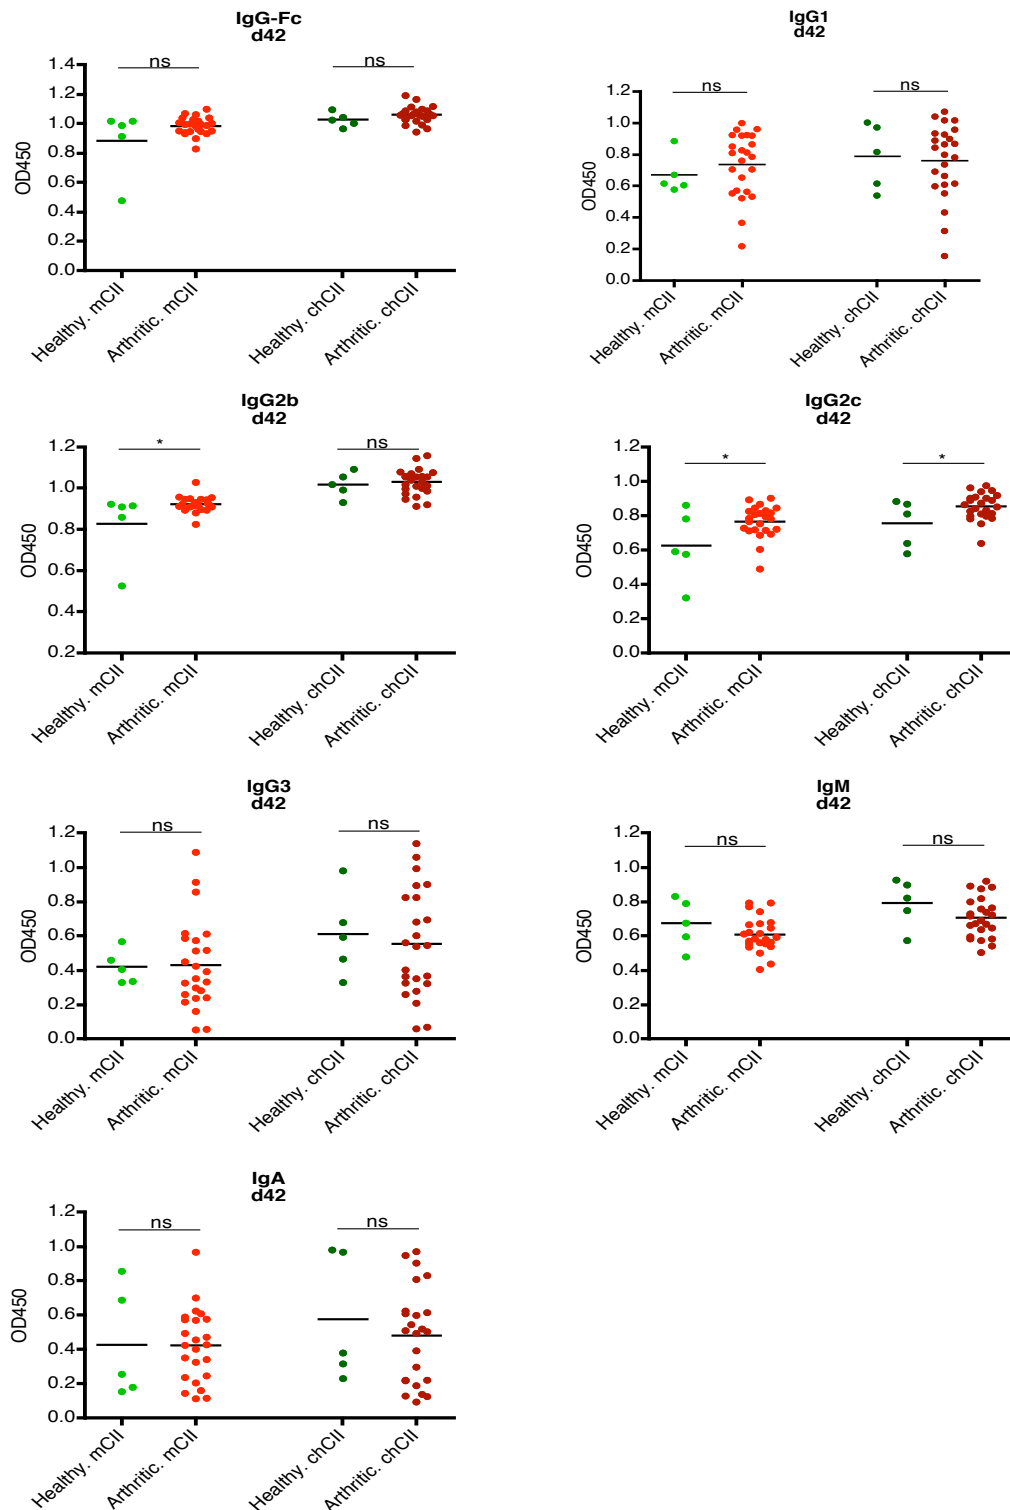 IgG-Fc
d42
ns
ns
1.4
1.2
1.0
0.8
0.6
0.4
0.2
0.0
OD450
Healthy. mCII
Arthritic. mCII
Healthy. chCII
Arthritic. chCII
IgG1
d42
ns
ns
1.2
1.0
0.8
0.6
0.4
0.2
0.0
OD450
Healthy. mCII
Arthritic. mCII
Healthy. chCII
Arthritic. chCII
IgG2b
d42
*
ns
1.2
1.0
0.8
0.6
0.4
0.2
OD450
Healthy. mCII
Arthritic. mCII
Healthy. chCII
Arthritic. chCII
IgG2c
d42
*
*
1.2
1.0
0.8
0.6
0.4
0.2
0.0
OD450
Healthy. mCII
Arthritic. mCII
Healthy. chCII
Arthritic. chCII
IgG3
d42
ns
ns
1.2
1.0
0.8
0.6
0.4
0.2
0.0
OD450
Healthy. mCII
Arthritic. mCII
Healthy. chCII
Arthritic. chCII
IgM
d42
ns
ns
1.2
1.0
0.8
0.6
0.4
0.2
0.0
OD450
Healthy. mCII
Arthritic. mCII
Healthy. chCII
Arthritic. chCII
IgA
d42
ns
ns
1.2
1.0
0.8
0.6
0.4
0.2
0.0
OD450
Healthy. mCII
Arthritic. mCII
Healthy. chCII
Arthritic. chCII